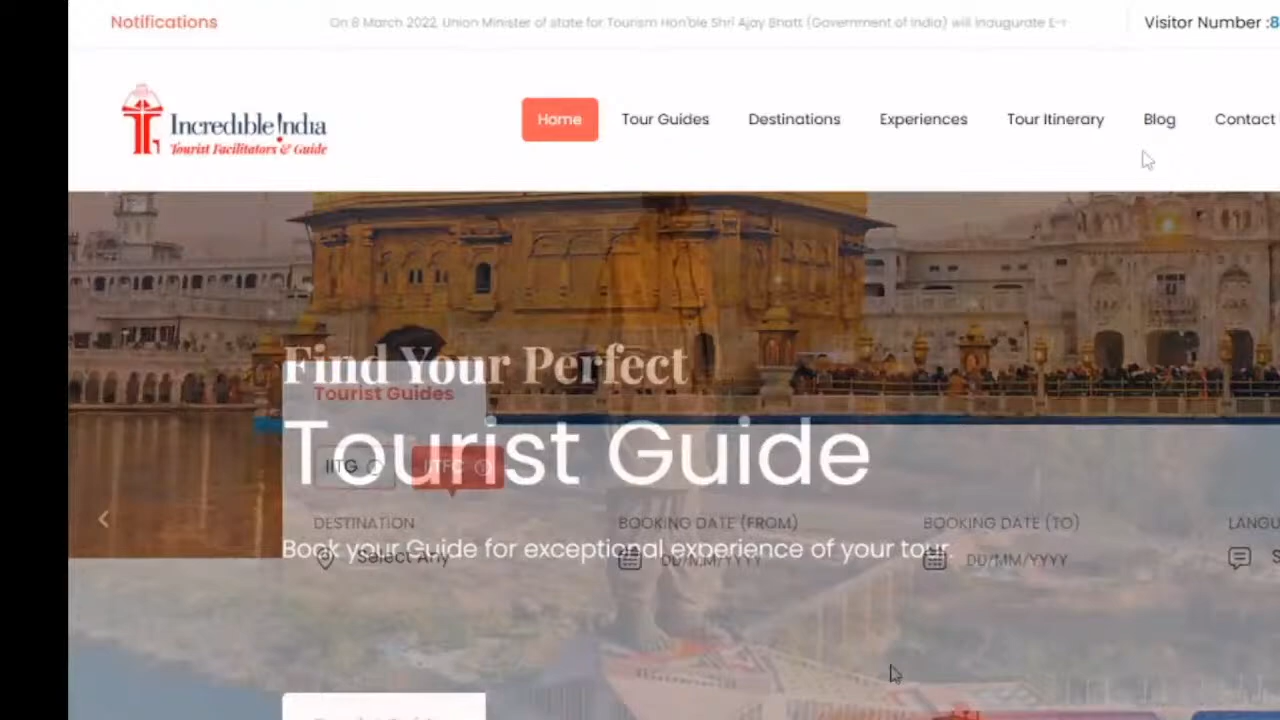 Notifications
On 8 March 2022, Union Minister of state for Tourism Hon'ble Shri Ajay Bhatt (Government of India) will inaugurate
Visitor Number :8
Incredible !ndia
Tourist Facilitators & Guide
Home
Tour Guides
Destinations
Experiences
Tour Itinerary
Blog
Contact
Find Your Perfect
Tourist Guides
Tourist Guide
IITG
IITFC
DESTINATION
BOOKING DATE (FROM)
BOOKING DATE (TO)
LANGU
Book your Guide for exceptional experience of your tour.
Select Any
DD/MM/YYYY
DD/MM/YYYY
S